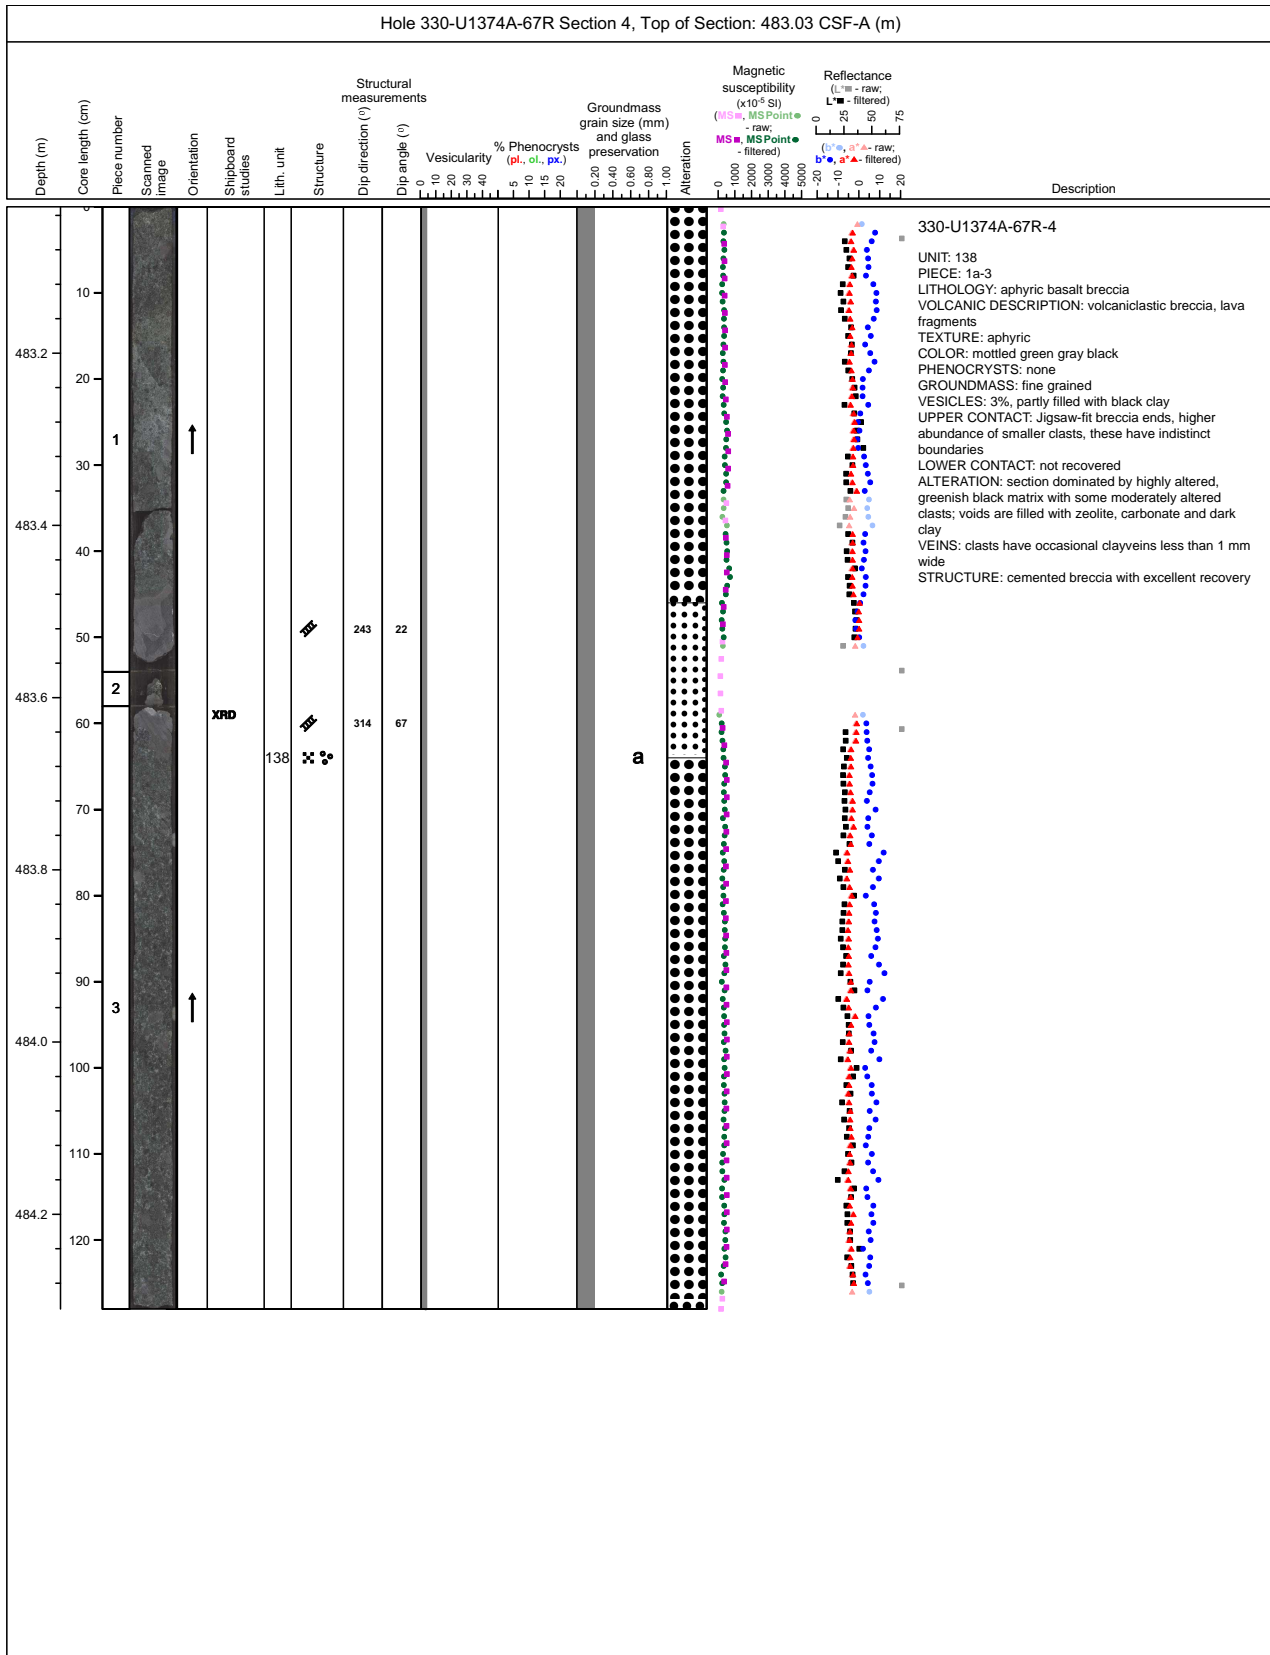 Hole 330-U1374A-67R Section 4, Top of Section: 483.03 CSF-A (m)
Depth (m)
Core length (cm)
Piece number
Scanned
image
Orientation
Shipboard
studies
Lith. unit
Structure
Structural
measurements
Dip direction (º)
Dip angle (º)
Vesicularity
0 10 20 30 40
% Phenocrysts
(pl., ol., px.)
5 10 15 20
Groundmass
grain size (mm)
and glass
preservation
0.20 0.40 0.60 0.80 1.00
Alteration
Magnetic
susceptibility
(x10-5 SI)
(MS■, MSPoint●
- raw;
MS■, MSPoint●
- filtered)
0 1000 2000 3000 4000 5000
Reflectance
(L*■ - raw;
L*■ - filtered)
0 25 50 75
(b*●, a*▲- raw;
b*●, a*▲- filtered)
-20 -10 0 10 20
Description
0
10
483.2
20
1
30
483.4
40
50
243 22
2
483.6
XRD
60
314 67
138
a
70
483.8
80
90
3
484.0
100
110
484.2
120
330-U1374A-67R-4
UNIT: 138
PIECE: 1a-3
LITHOLOGY: aphyric basalt breccia
VOLCANIC DESCRIPTION: volcaniclastic breccia, lava
fragments
TEXTURE: aphyric
COLOR: mottled green gray black
PHENOCRYSTS: none
GROUNDMASS: fine grained
VESICLES: 3%, partly filled with black clay
UPPER CONTACT: Jigsaw-fit breccia ends, higher
abundance of smaller clasts, these have indistinct
boundaries
LOWER CONTACT: not recovered
ALTERATION: section dominated by highly altered,
greenish black matrix with some moderately altered
clasts; voids are filled with zeolite, carbonate and dark
clay
VEINS: clasts have occasional clayveins less than 1 mm
wide
STRUCTURE: cemented breccia with excellent recovery